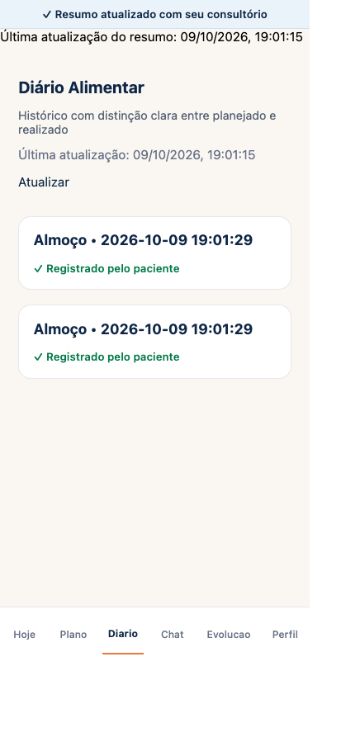 ✓ Resumo atualizado com seu consultório
Última atualização do resumo: 09/10/2026, 19:01:15
Diário Alimentar
Histórico com distinção clara entre planejado e
realizado
Última atualização: 09/10/2026, 19:01:15
Atualizar
Almoço • 2026-10-09 19:01:29
✓ Registrado pelo paciente
Almoço • 2026-10-09 19:01:29
✓ Registrado pelo paciente
Hoje Plano Diario Chat Evolucao Perfil